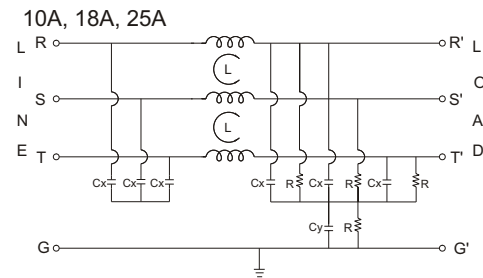 10A, 18A, 25A
L R R' L
L
I S S' O
L
N A
E T T' D
Cx Cx Cx Cx R Cx R Cx R
Cy R
G G'